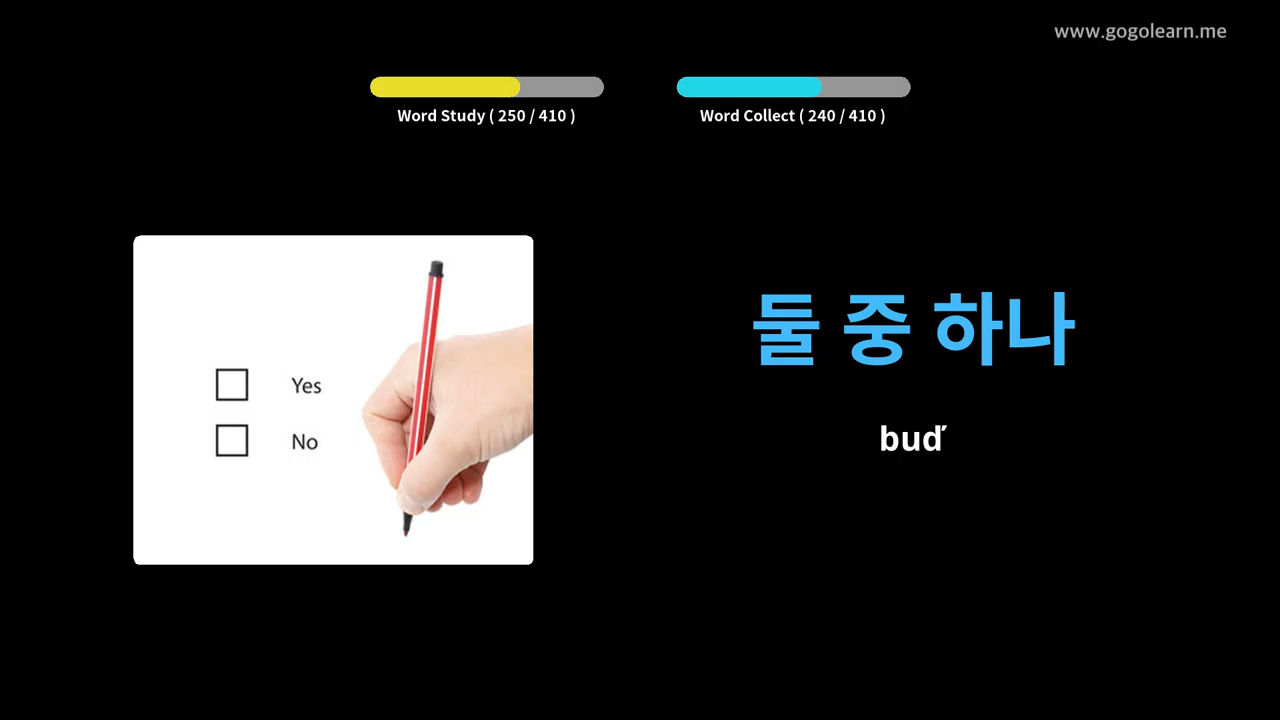 www.gogolearn.me
Word Study ( 250 / 410 )
Word Collect ( 240 / 410 )
Yes
No
둘 중 하나
buď